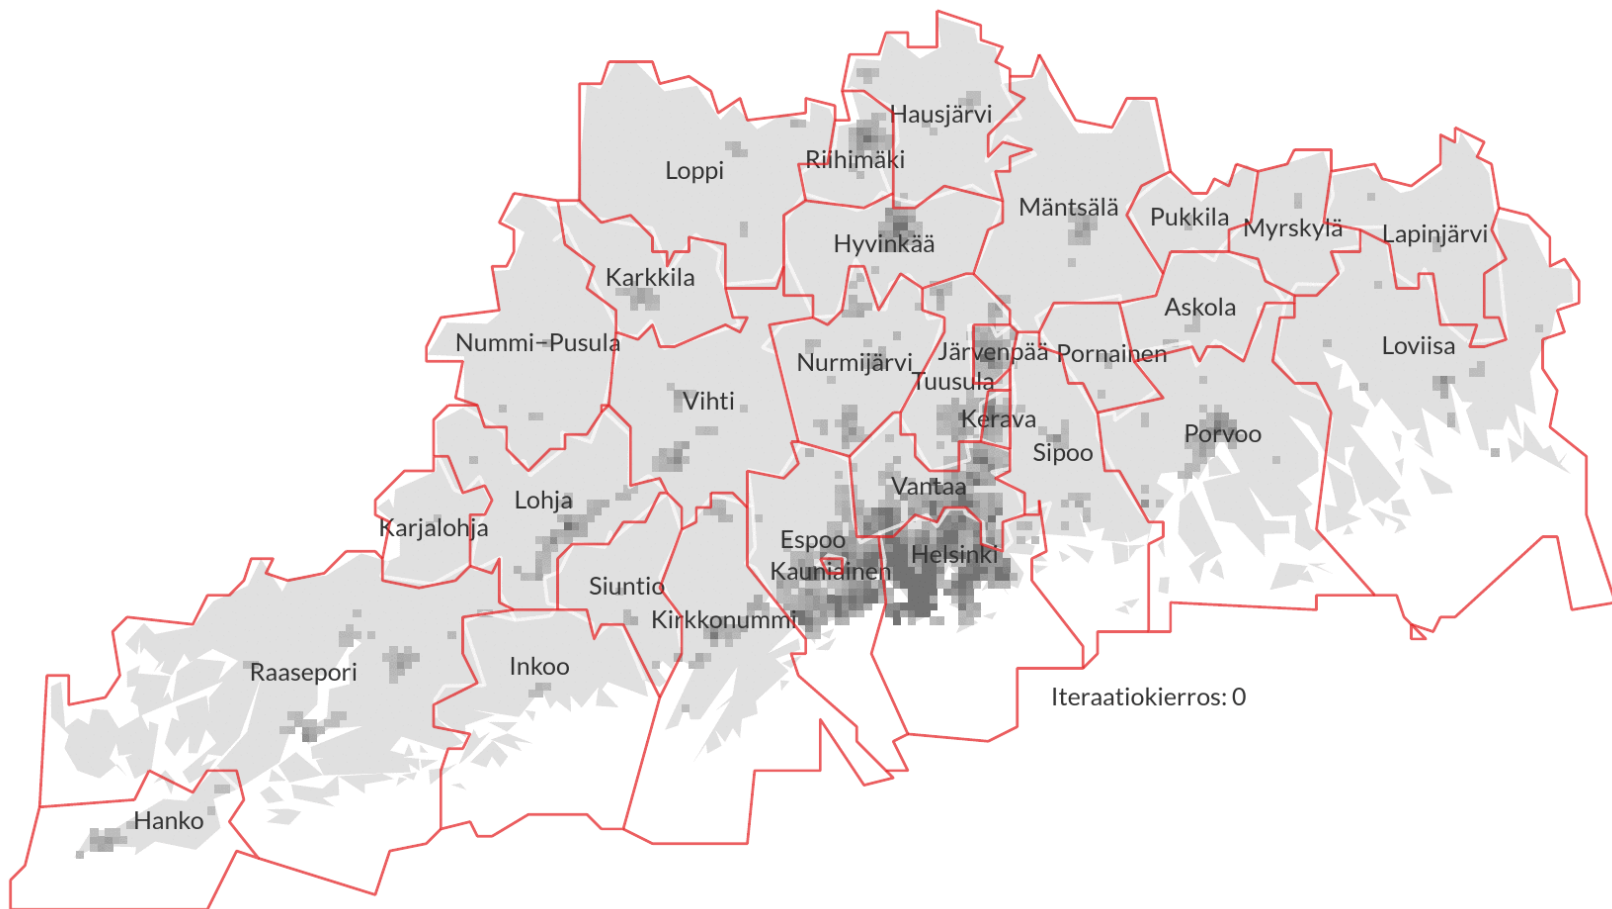 Hausjärvi
Riihimäki
Loppi
Mäntsälä
Pukkila
Myrskylä
Lapinjärvi
Hyvinkää
Karkkila
Askola
Nummi-Pusula
Loviisa
Järvenpää
Pornainen
Nurmijärvi
Tuusula
Vihti
Kerava
Porvoo
Sipoo
Vantaa
Lohja
Karjalohja
Espoo
Helsinki
Kauniainen
Siuntio
Kirkkonummi
Inkoo
Raasepori
Iteraatiokierros: 0
Hanko